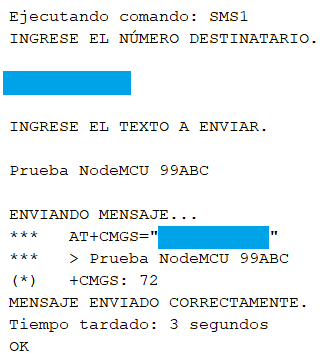 Ejecutando comando: SMS1
INGRESE EL NÚMERO DESTINATARIO.
INGRESE EL TEXTO A ENVIAR.
Prueba NodeMCU 99ABC
ENVIANDO MENSAJE...
***   AT+CMGS="          "
***   > Prueba NodeMCU 99ABC
(*)   +CMGS: 72
MENSAJE ENVIADO CORRECTAMENTE.
Tiempo tardado: 3 segundos
OK